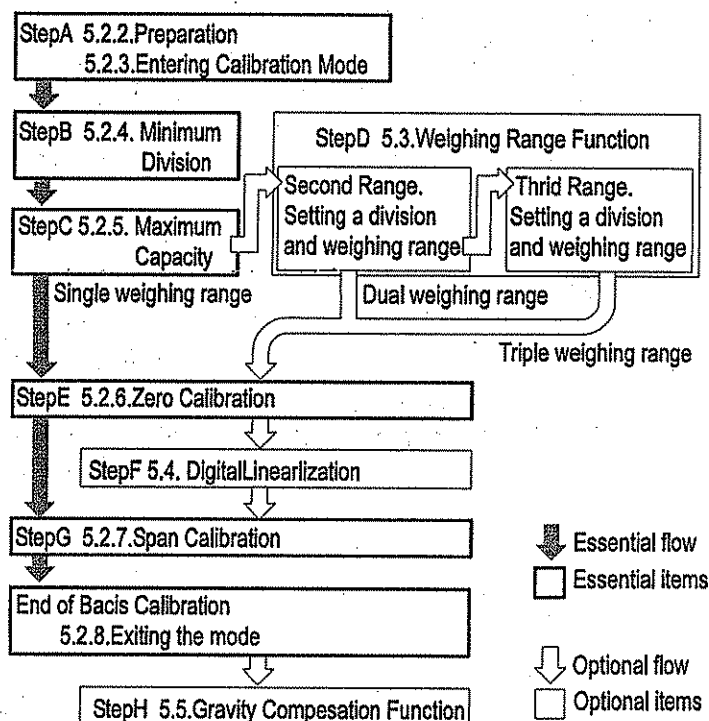 StepA 5.2.2.Preparation
5.2.3.Entering Calibration Mode
StepB 5.2.4. Minimum
Division
StepC 5.2.5. Maximum
Capacity
StepD 5.3.Weighing Range Function
Second Range.
Setting a division
and weighing range
Thrid Range.
Setting a division
and weighing range
Single weighing range
Dual weighing range
Triple weighing range
StepE 5.2.6.Zero Calibration
StepF 5.4. DigitalLinearlization
StepG 5.2.7.Span Calibration
End of Bacis Calibration
5.2.8.Exiting the mode
StepH 5.5.Gravity Compesation Function
Essential flow
Essential items
Optional flow
Optional items